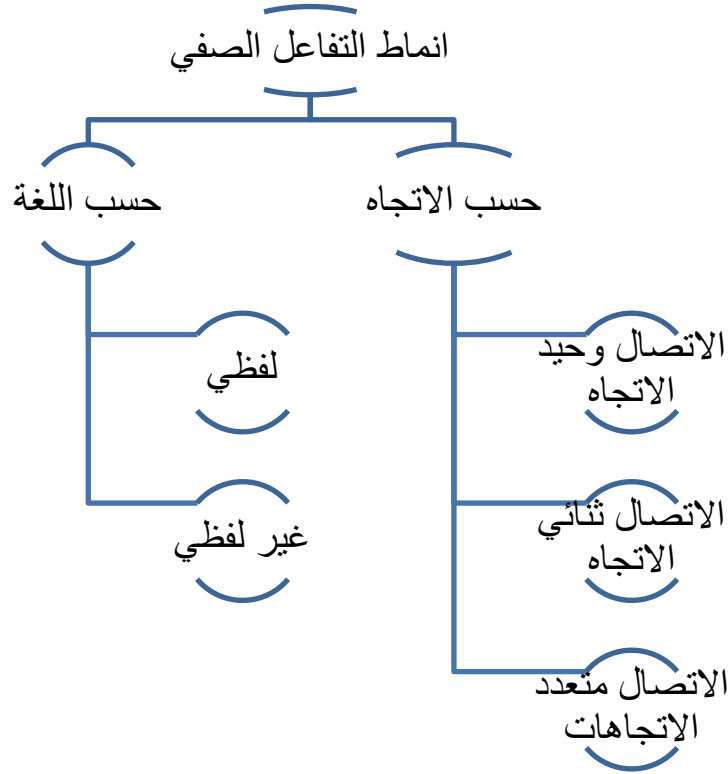 انماط التفاعل الصفي
حسب الاتجاه
حسب اللغة
الاتصال وحيد
الاتجاه
الاتصال ثنائي
الاتجاه
الاتصال متعدد
الاتجاهات
لفظي
غير لفظي